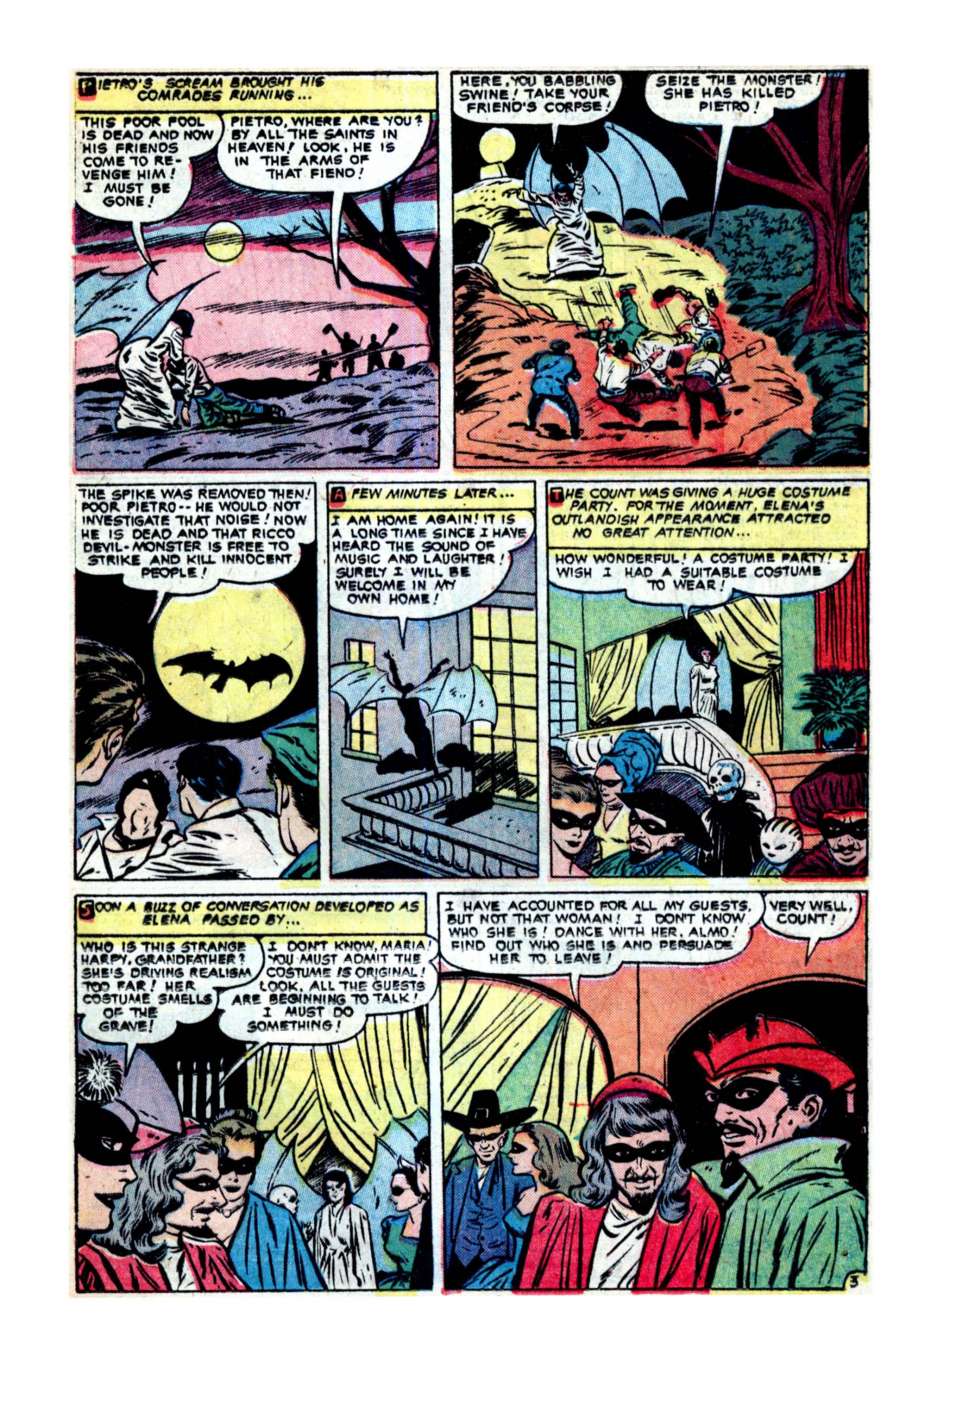 PIETRO'S SCREAM BROUGHT HIS
COMRADES RUNNING...
THIS POOR FOOL
IS DEAD AND NOW
HIS FRIENDS
COME TO RE-
VENGE HIM!
I MUST BE
GONE!
PIETRO, WHERE ARE YOU?
BY ALL THE SAINTS IN
HEAVEN! LOOK, HE IS
IN THE ARMS OF
THAT FIEND!
HERE, YOU BABBLING
SWINE! TAKE YOUR
FRIEND'S CORPSE!
SEIZE THE MONSTER!
SHE HAS KILLED
PIETRO!
THE SPIKE WAS REMOVED THEN!
POOR PIETRO-- HE WOULD NOT
INVESTIGATE THAT NOISE! NOW
HE IS DEAD AND THAT RICCO
DEVIL-MONSTER IS FREE TO
STRIKE AND KILL INNOCENT
PEOPLE!
A FEW MINUTES LATER...
I AM HOME AGAIN! IT IS
A LONG TIME SINCE I HAVE
HEARD THE SOUND OF
MUSIC AND LAUGHTER!
SURELY I WILL BE
WELCOME IN MY
OWN HOME!
THE COUNT WAS GIVING A HUGE COSTUME
PARTY. FOR THE MOMENT, ELENA'S
OUTLANDISH APPEARANCE ATTRACTED
NO GREAT ATTENTION...
HOW WONDERFUL! A COSTUME PARTY! I
WISH I HAD A SUITABLE COSTUME
TO WEAR!
SOON A BUZZ OF CONVERSATION DEVELOPED AS
ELENA PASSED BY...
WHO IS THIS STRANGE
HARPY, GRANDFATHER?
SHE'S DRIVING REALISM
TOO FAR! HER
COSTUME SMELLS
OF THE
GRAVE!
I DON'T KNOW, MARIA!
YOU MUST ADMIT THE
COSTUME IS ORIGINAL!
LOOK, ALL THE GUESTS
ARE BEGINNING TO TALK!
I MUST DO
SOMETHING!
I HAVE ACCOUNTED FOR ALL MY GUESTS,
BUT NOT THAT WOMAN! I DON'T KNOW
WHO SHE IS! DANCE WITH HER, ALMO!
FIND OUT WHO SHE IS AND PERSUADE
HER TO LEAVE!
VERY WELL,
COUNT!
3